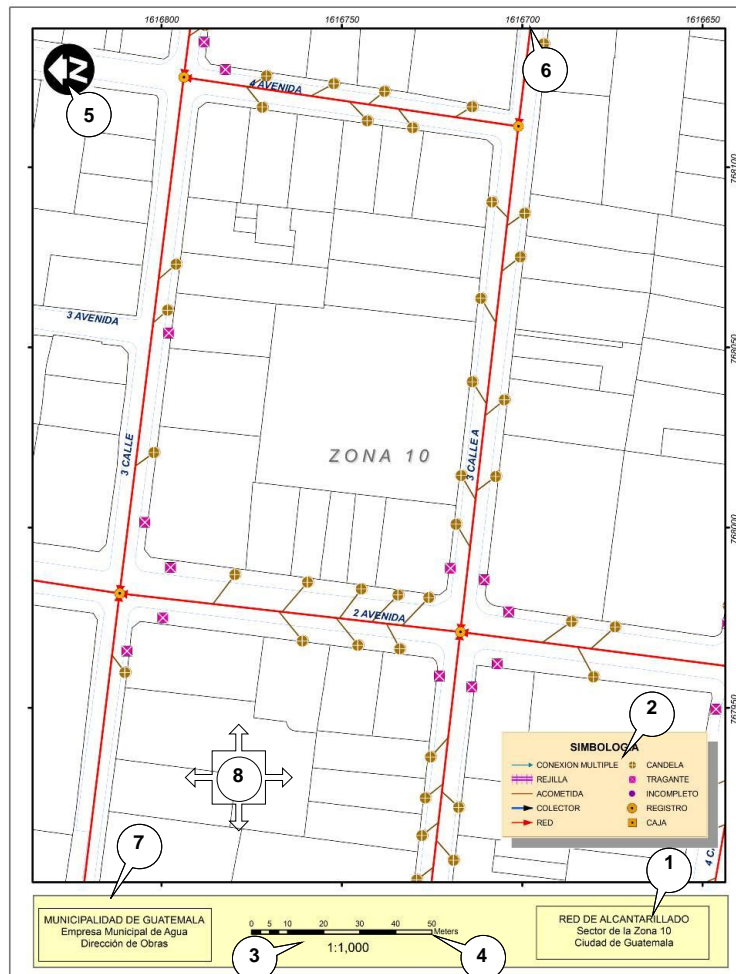 1616800
1616750
1616700
1616650
N
6
5
4 AVENIDA
768100
3 AVENIDA
768050
3 CALLE
ZONA 10
3 CALLE A
768000
2 AVENIDA
767950
2
8
SIMBOLOGIA
CONEXION MULTIPLE
CANDELA
REJILLA
TRAGANTE
ACOMETIDA
INCOMPLETO
COLECTOR
REGISTRO
RED
CAJA
4 C
7
1
MUNICIPALIDAD DE GUATEMALA
Empresa Municipal de Agua
Dirección de Obras
0 5 10 20 30 40 50
Meters
3
1:1,000
4
RED DE ALCANTARILLADO
Sector de la Zona 10
Ciudad de Guatemala